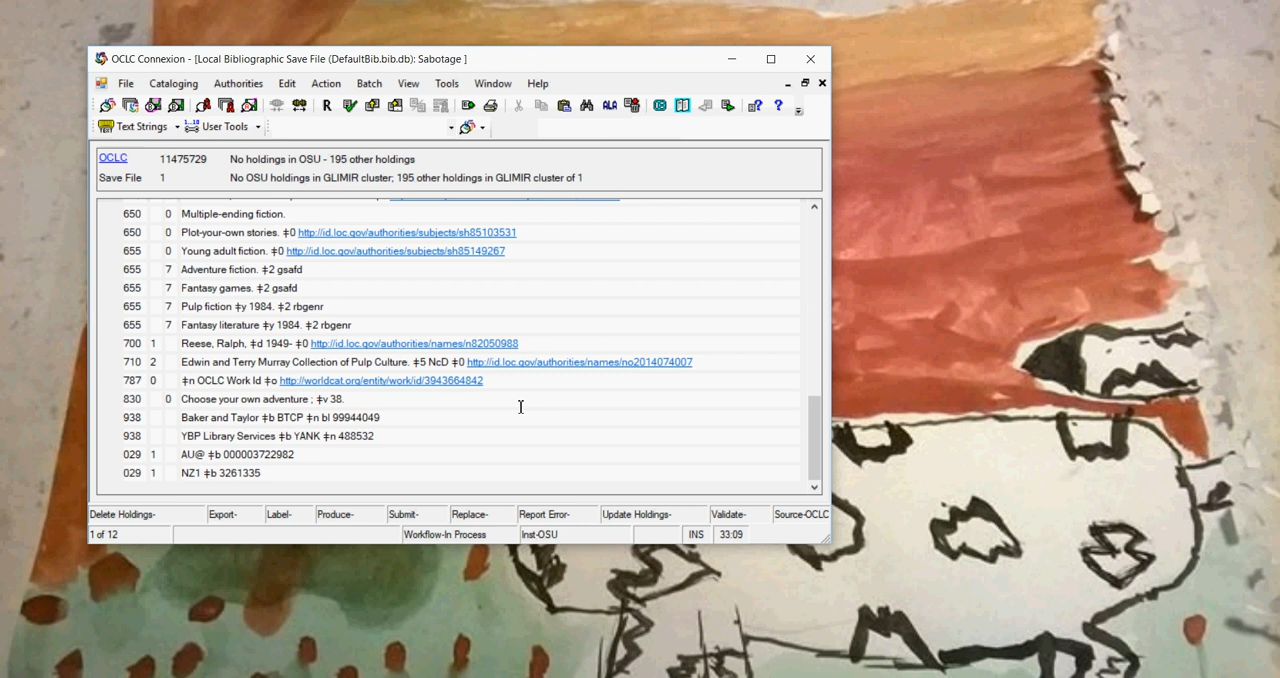 OCLC Connexion - [Local Bibliographic Save File (DefaultBib.bib.db): Sabotage ]
File Cataloging Authorities Edit Action Batch View Tools Window Help
R ALA ? ?
Text Strings User Tools
OCLC 11475729 No holdings in OSU - 195 other holdings
Save File 1 No OSU holdings in GLIMIR cluster; 195 other holdings in GLIMIR cluster of 1
650 0 Multiple-ending fiction.
650 0 Plot-your-own stories. ‡0 http://id.loc.gov/authorities/subjects/sh85103531
655 0 Young adult fiction. ‡0 http://id.loc.gov/authorities/subjects/sh85149267
655 7 Adventure fiction. ‡2 gsafd
655 7 Fantasy games. ‡2 gsafd
655 7 Pulp fiction ‡y 1984. ‡2 rbgenr
655 7 Fantasy literature ‡y 1984. ‡2 rbgenr
700 1 Reese, Ralph, ‡d 1949- ‡0 http://id.loc.gov/authorities/names/n82050988
710 2 Edwin and Terry Murray Collection of Pulp Culture. ‡5 NcD ‡0 http://id.loc.gov/authorities/names/no2014074007
787 0 ‡n OCLC Work Id ‡o http://worldcat.org/entity/work/id/3943664842
830 0 Choose your own adventure ; ‡v 38.
938 Baker and Taylor ‡b BTCP ‡n bl 99944049
938 YBP Library Services ‡b YANK ‡n 488532
029 1 AU@ ‡b 000003722982
029 1 NZ1 ‡b 3261335
Delete Holdings- Export- Label- Produce- Submit- Replace- Report Error- Update Holdings- Validate- Source-OCLC
1 of 12 Workflow-In Process Inst-OSU INS 33:09